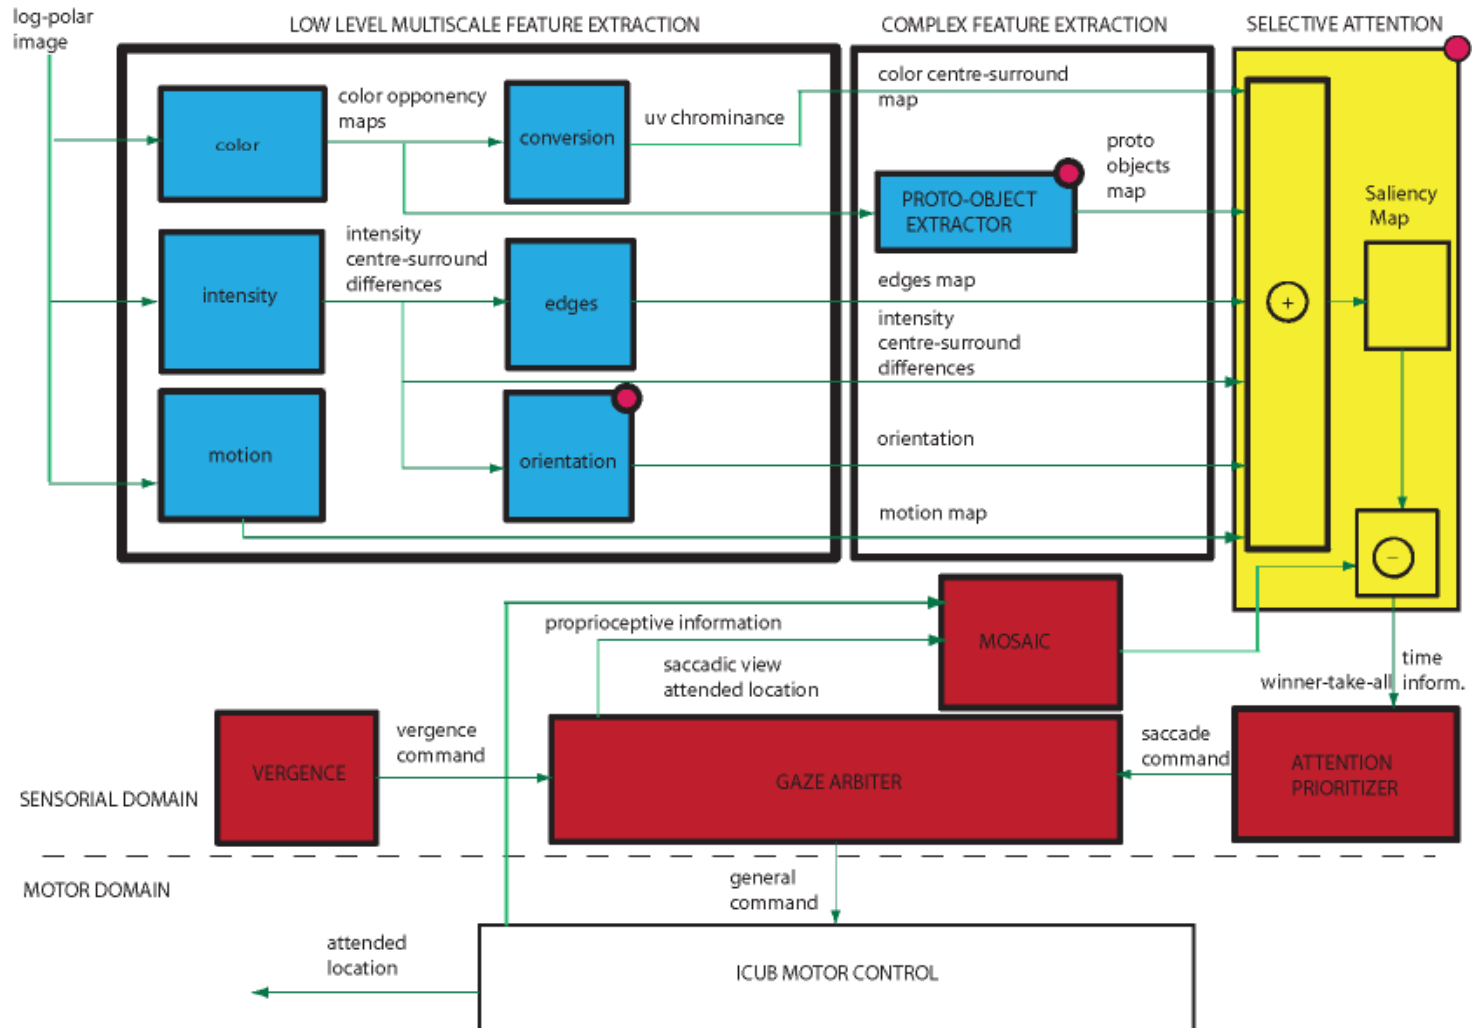 log-polar
image
LOW LEVEL MULTISCALE FEATURE EXTRACTION
COMPLEX FEATURE EXTRACTION
SELECTIVE ATTENTION
color
color opponency
maps
conversion
uv chrominance
color centre-surround
map
PROTO-OBJECT
EXTRACTOR
proto
objects
map
Saliency
Map
intensity
intensity
centre-surround
differences
edges
edges map
intensity
centre-surround
differences
+
motion
orientation
orientation
motion map
−
proprioceptive information
MOSAIC
saccadic view
attended location
winner-take-all
time
inform.
VERGENCE
vergence
command
GAZE ARBITER
saccade
command
ATTENTION
PRIORITIZER
SENSORIAL DOMAIN
MOTOR DOMAIN
general
command
attended
location
ICUB MOTOR CONTROL